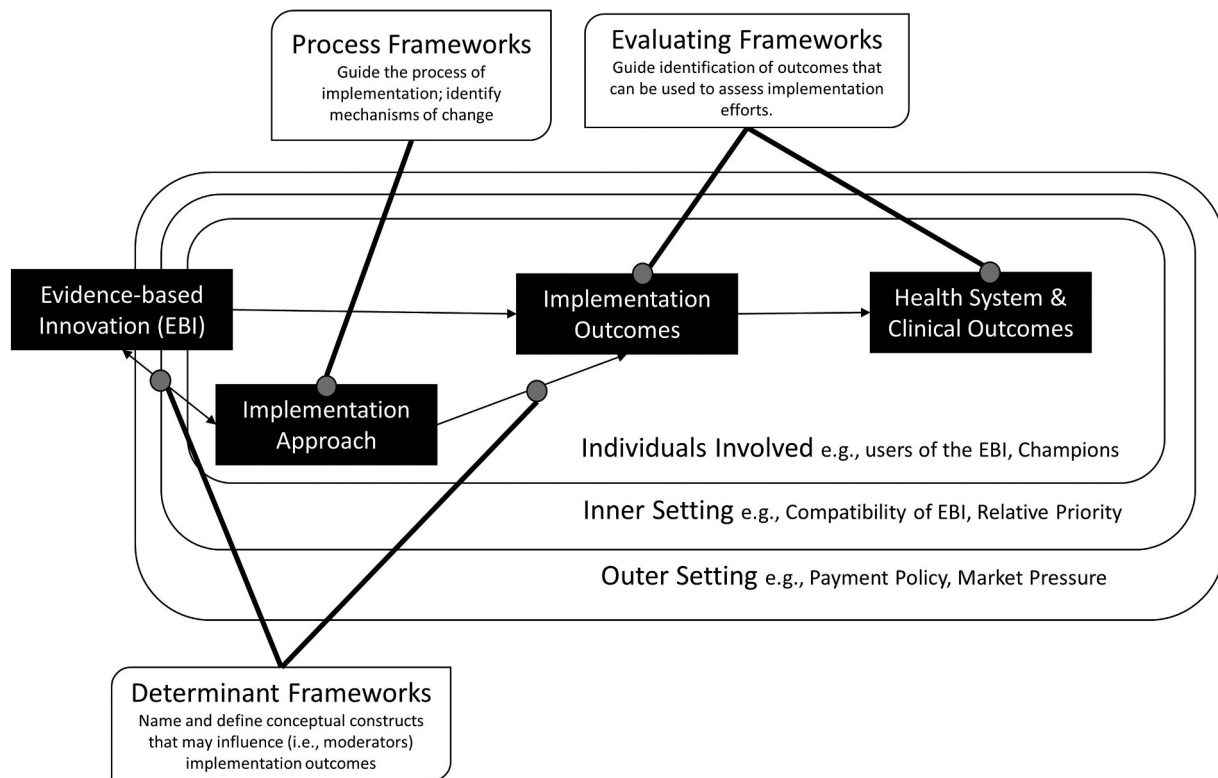 Process Frameworks
Guide the process of
implementation; identify
mechanisms of change
Evaluating Frameworks
Guide identification of outcomes that
can be used to assess implementation
efforts.
Evidence-based
Innovation (EBI)
Implementation
Outcomes
Health System &
Clinical Outcomes
Implementation
Approach
Individuals Involved e.g., users of the EBI, Champions
Inner Setting e.g., Compatibility of EBI, Relative Priority
Outer Setting e.g., Payment Policy, Market Pressure
Determinant Frameworks
Name and define conceptual constructs
that may influence (i.e., moderators)
implementation outcomes